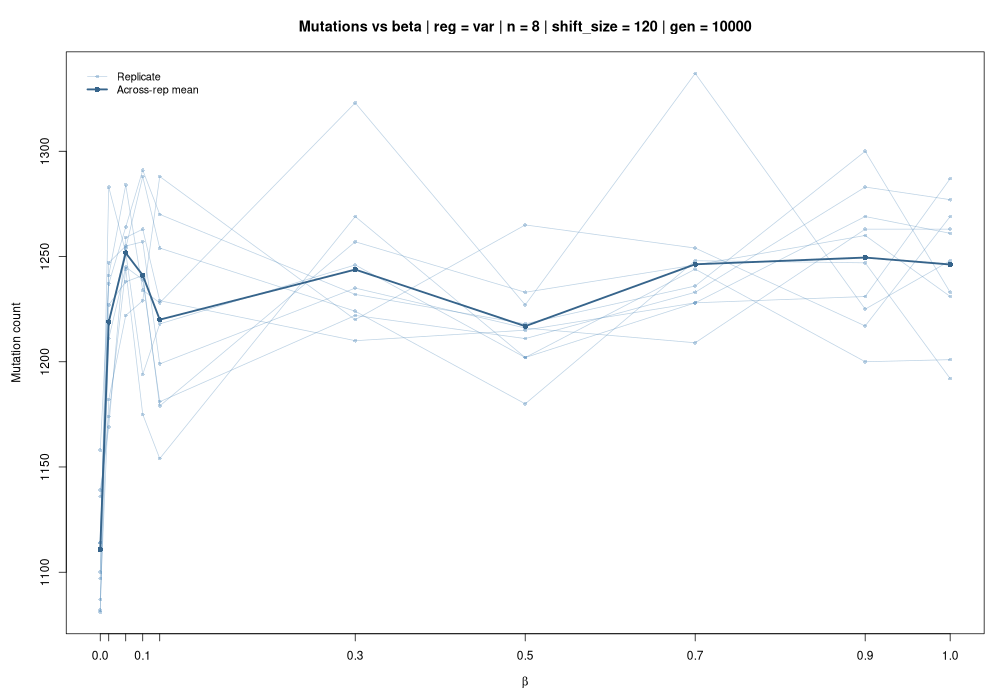 Mutations vs beta | reg = var | n = 8 | shift_size = 120 | gen = 10000
Replicate
Across-rep mean
Mutation count
1300
1250
1200
1150
1100
0.0 0.1 0.3 0.5 0.7 0.9 1.0
β